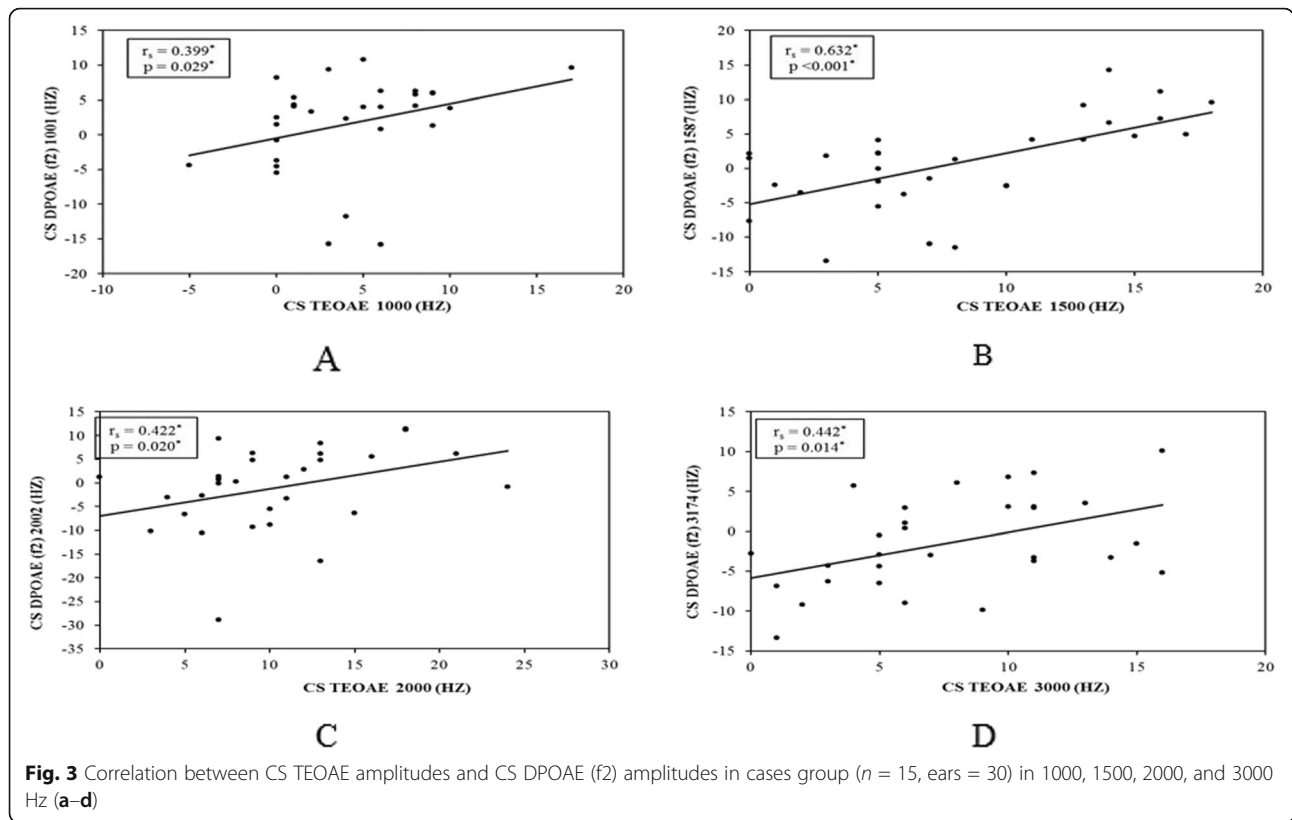 r_s = 0.399*
p = 0.029*
CS DPOAE (f2) 1001 (HZ)
15
10
5
0
-5
-10
-15
-20
-10
-5
0
5
10
15
20
CS TEOAE 1000 (HZ)
A
r_s = 0.632*
p <0.001*
CS DPOAE (f2) 1587 (HZ)
20
15
10
5
0
-5
-10
-15
0
5
10
15
20
CS TEOAE 1500 (HZ)
B
r_s = 0.422*
p = 0.020*
CS DPOAE (f2) 2002 (HZ)
15
10
5
0
-5
-10
-15
-20
-25
-30
-35
0
5
10
15
20
25
30
CS TEOAE 2000 (HZ)
C
r_s = 0.442*
p = 0.014*
CS DPOAE (f2) 3174 (HZ)
15
10
5
0
-5
-10
-15
0
5
10
15
20
CS TEOAE 3000 (HZ)
D
Fig. 3 Correlation between CS TEOAE amplitudes and CS DPOAE (f2) amplitudes in cases group (n = 15, ears = 30) in 1000, 1500, 2000, and 3000
Hz (a–d)